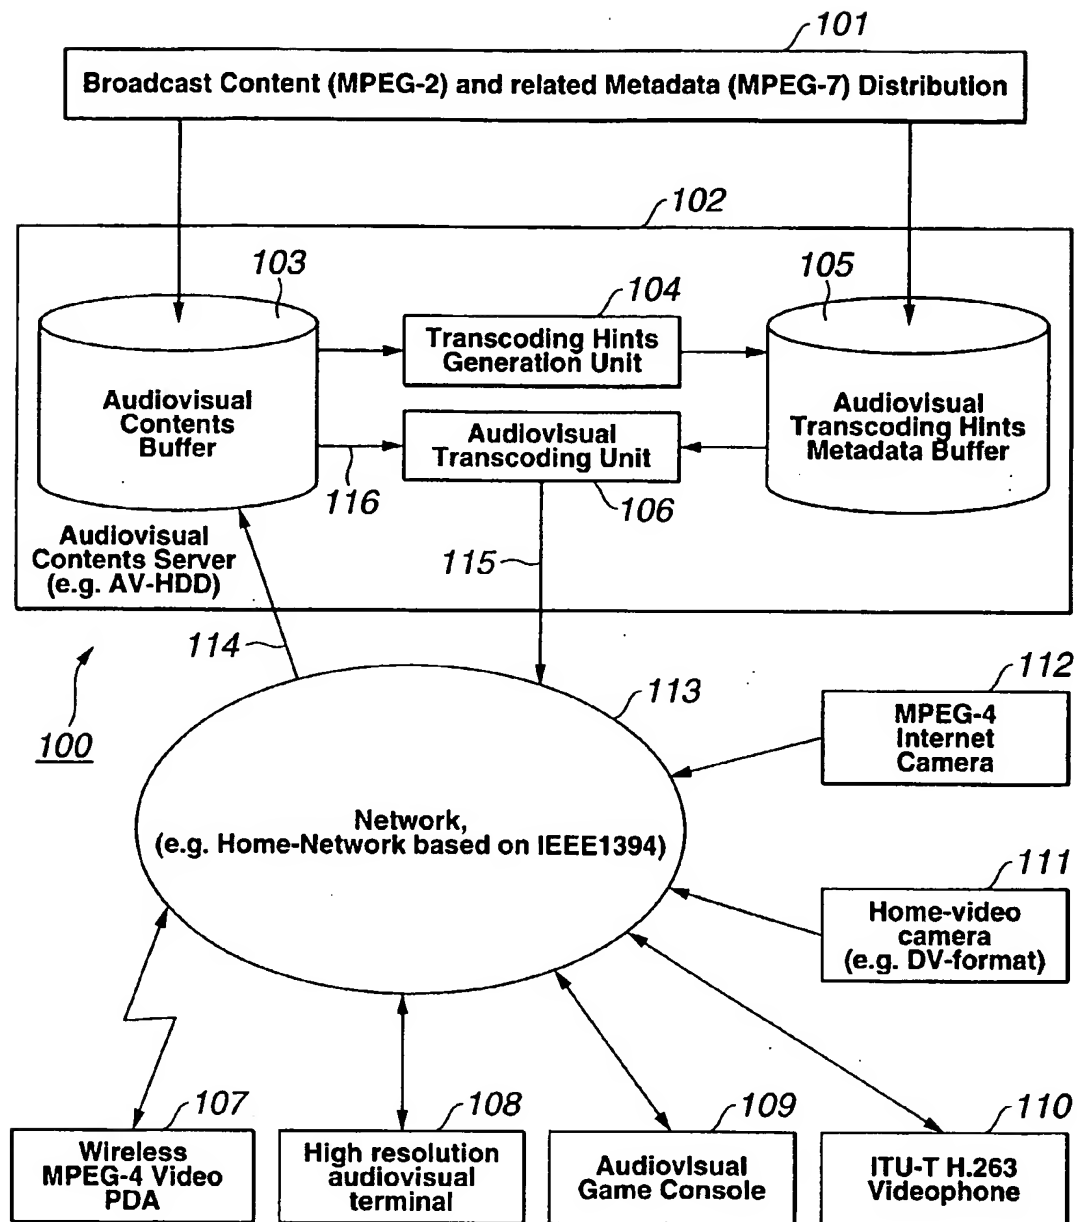 101
Broadcast Content (MPEG-2) and related Metadata (MPEG-7) Distribution
102
103
104
105
Transcoding Hints
Generation Unit
Audiovisual
Contents
Buffer
Audiovisual
Transcoding Unit
Audiovisual
Transcoding Hints
Metadata Buffer
116
106
Audiovisual
Contents Server
(e.g. AV-HDD)
115
114
100
113
112
MPEG-4
Internet
Camera
Network,
(e.g. Home-Network based on IEEE1394)
111
Home-video
camera
(e.g. DV-format)
107
108
109
110
Wireless
MPEG-4 Video
PDA
High resolution
audiovisual
terminal
Audiovisual
Game Console
ITU-T H.263
Videophone